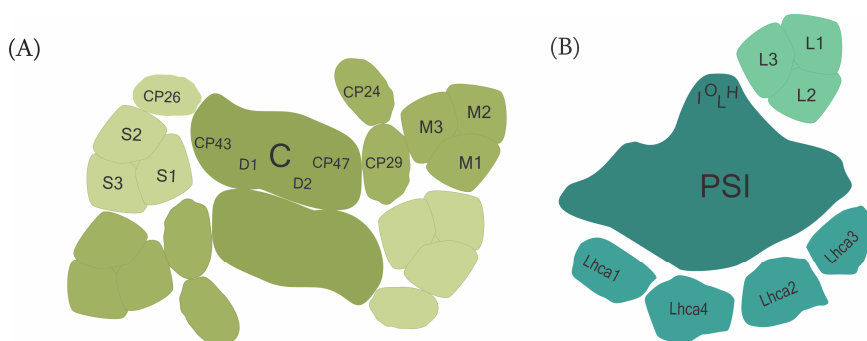 (A)
CP26
S2
S3
S1
CP43
D1
C
D2
CP47
CP24
CP29
M3
M2
M1
(B)
L3
L1
L2
I O L H
PSI
Lhca1
Lhca4
Lhca2
Lhca3